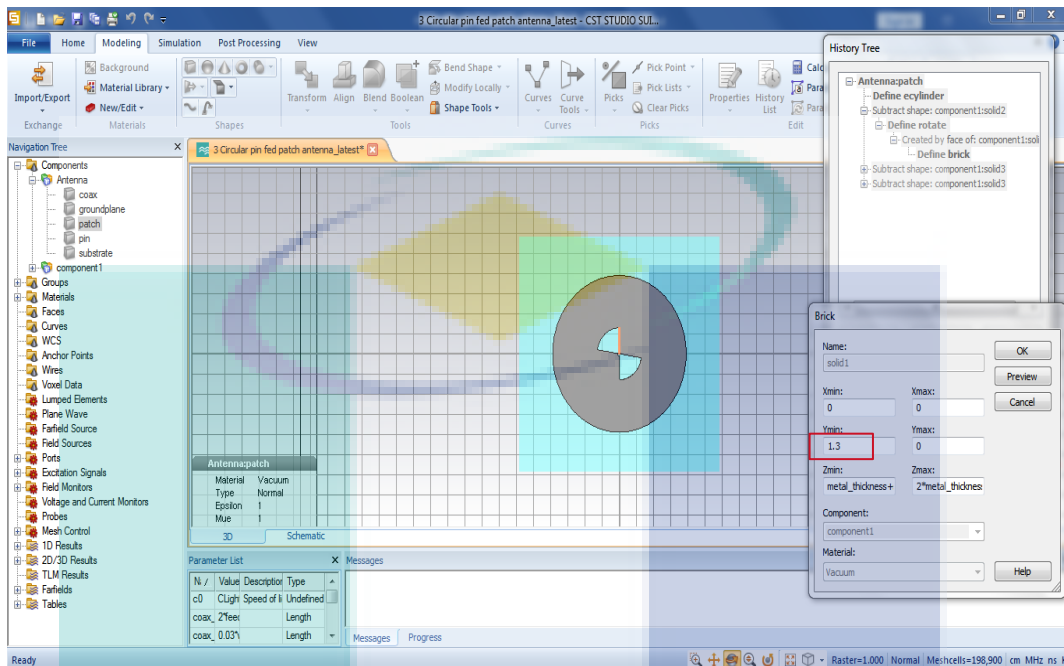 3 Circular pin fed patch antenna_latest - CST STUDIO SUI...
File Home Modeling Simulation Post Processing View
Import/Export
Background
Material Library
New/Edit
Transform Align Blend Boolean
Bend Shape
Modify Locally
Shape Tools
Curves Curve Tools
Picks
Pick Point
Pick Lists
Clear Picks
Properties History List
Calc
Para
Para
Exchange Materials Shapes Tools Curves Picks Edit
Navigation Tree X
3 Circular pin fed patch antenna_latest*
Components
Antenna
coax
groundplane
patch
pin
substrate
component1
Groups
Materials
Faces
Curves
WCS
Anchor Points
Wires
Voxel Data
Lumped Elements
Plane Wave
Farfield Source
Field Sources
Ports
Excitation Signals
Field Monitors
Voltage and Current Monitors
Probes
Mesh Control
1D Results
2D/3D Results
TLM Results
Farfields
Tables
Antenna:patch
Material Vacuum
Type Normal
Epsilon 1
Mue 1
3D Schematic
Parameter List X
N / Value Description Type
c0 CLigh Speed of li Undefined
coax_ 2*feed Length
coax_ 0.03*\ Length
Messages
Messages Progress
History Tree
Antenna:patch
Define ecylinder
Subtract shape: component1:solid2
Define rotate
Created by face of: component1:soli
Define brick
Subtract shape: component1:solid3
Subtract shape: component1:solid3
Brick
Name:
solid1
OK
Preview
Cancel
Xmin: Xmax:
0 0
Ymin: Ymax:
1.3 0
Zmin: Zmax:
metal_thickness+ 2*metal_thicknes
Component:
component1
Material:
Vacuum
Help
Ready
Raster=1.000 Normal Meshcells=198,900 cm MHz ns